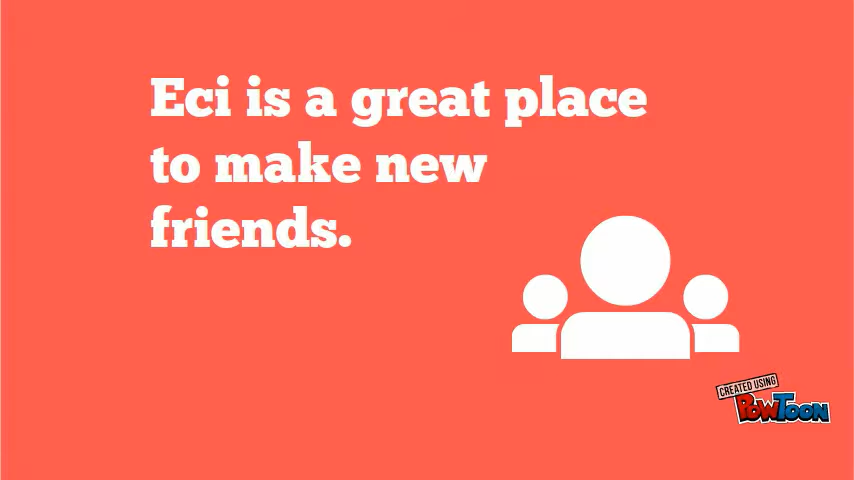 Eci is a great place
to make new
friends.
CREATED USING
POWTOON